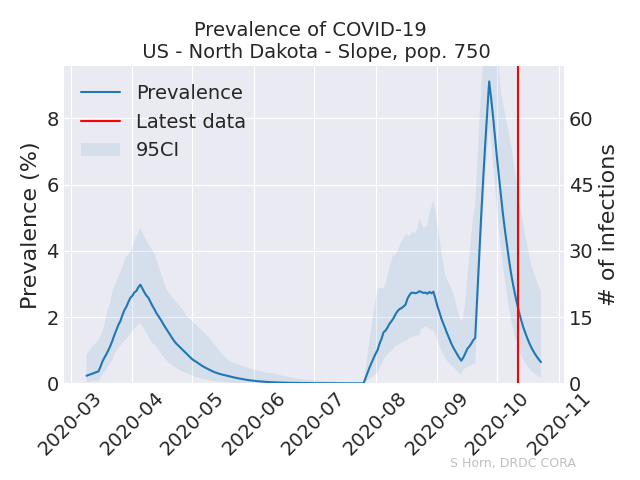 Prevalence of COVID-19
US - North Dakota - Slope, pop. 750
Prevalence
Latest data
95CI
Prevalence (%)
8
6
4
2
0
# of infections
60
45
30
15
0
2020-03
2020-04
2020-05
2020-06
2020-07
2020-08
2020-09
2020-10
2020-11
S Horn, DRDC CORA